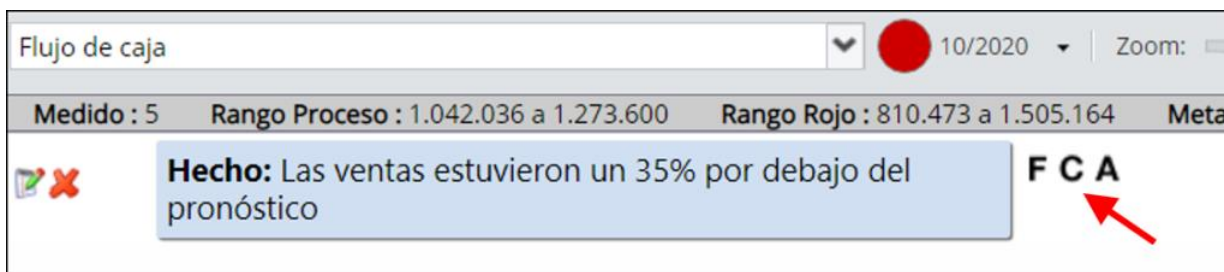 Flujo de caja 10/2020 Zoom:
Medido : 5 Rango Proceso : 1.042.036 a 1.273.600 Rango Rojo : 810.473 a 1.505.164 Meta
Hecho: Las ventas estuvieron un 35% por debajo del F C A
pronóstico